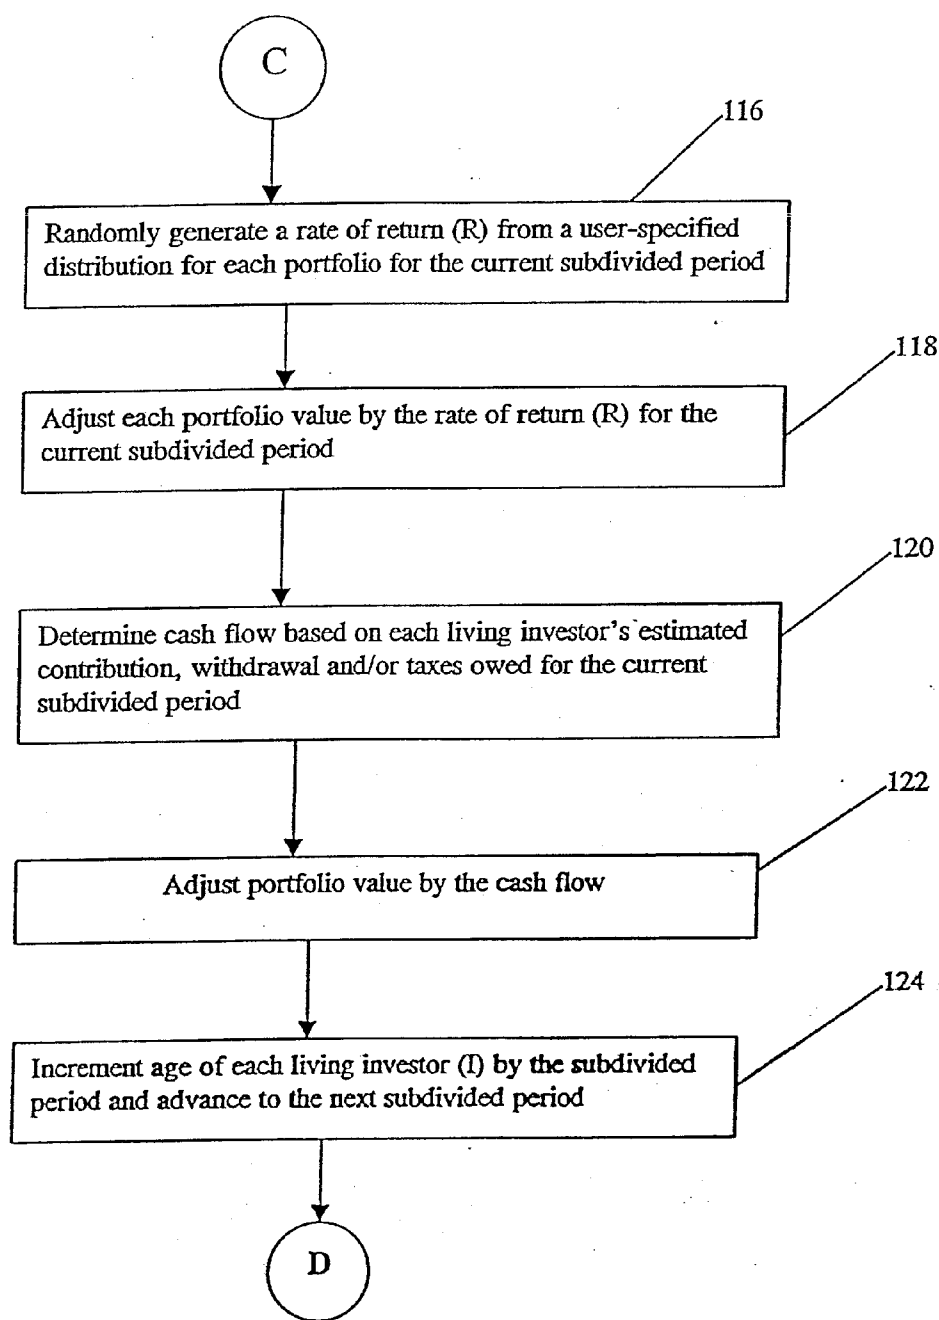 C
116
Randomly generate a rate of return (R) from a user-specified
distribution for each portfolio for the current subdivided period
118
Adjust each portfolio value by the rate of return (R) for the
current subdivided period
120
Determine cash flow based on each living investor's estimated
contribution, withdrawal and/or taxes owed for the current
subdivided period
122
Adjust portfolio value by the cash flow
124
Increment age of each living investor (I) by the subdivided
period and advance to the next subdivided period
D